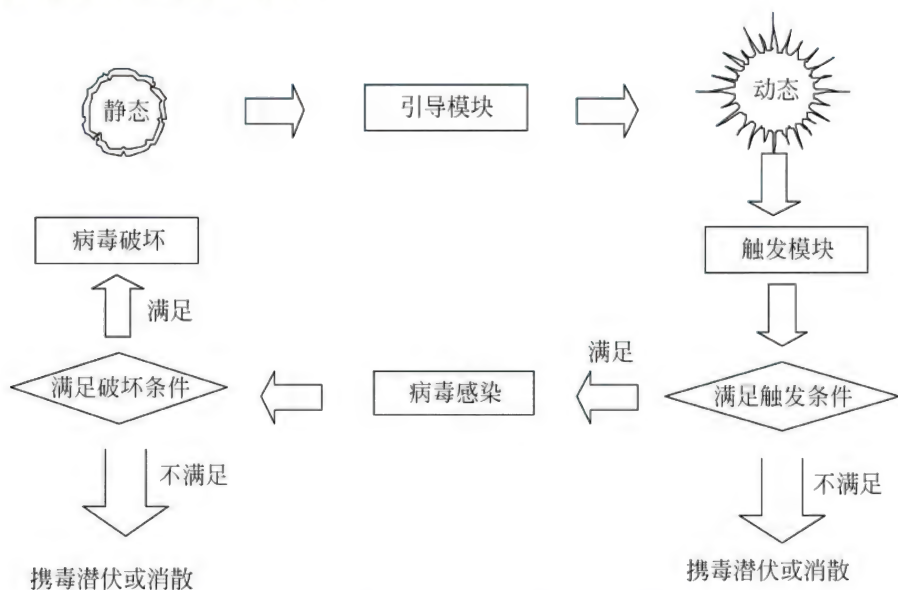 静态
引导模块
动态
病毒破坏
触发模块
满足
满足
满足破坏条件
病毒感染
满足触发条件
不满足
不满足
携毒潜伏或消散
携毒潜伏或消散